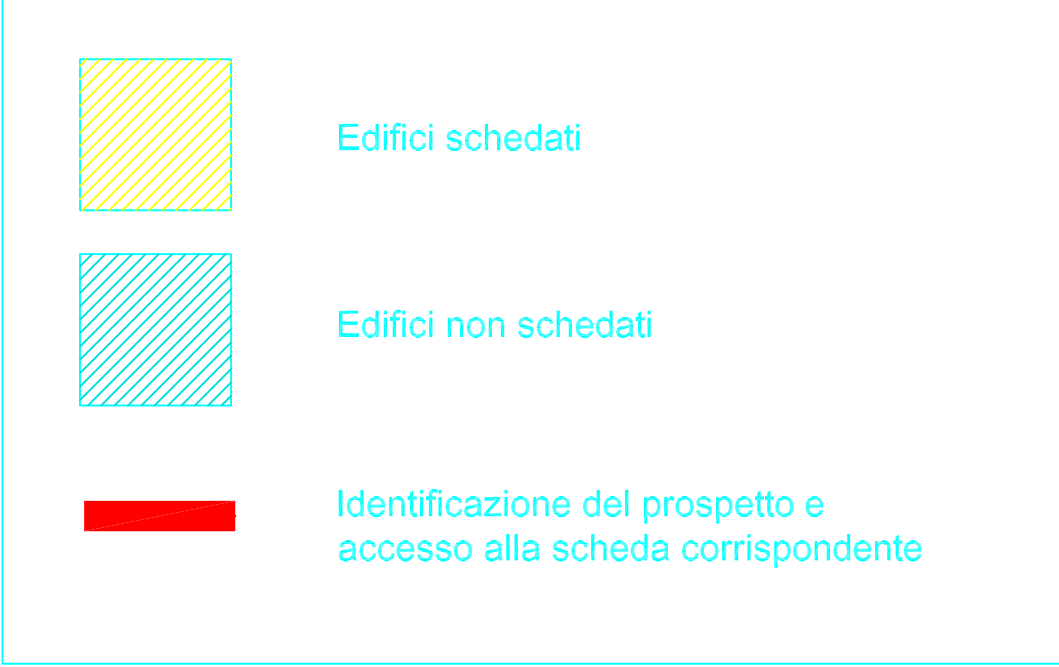 Edifici schedati
Edifici non schedati
Identificazione del prospetto e
accesso alla scheda corrispondente